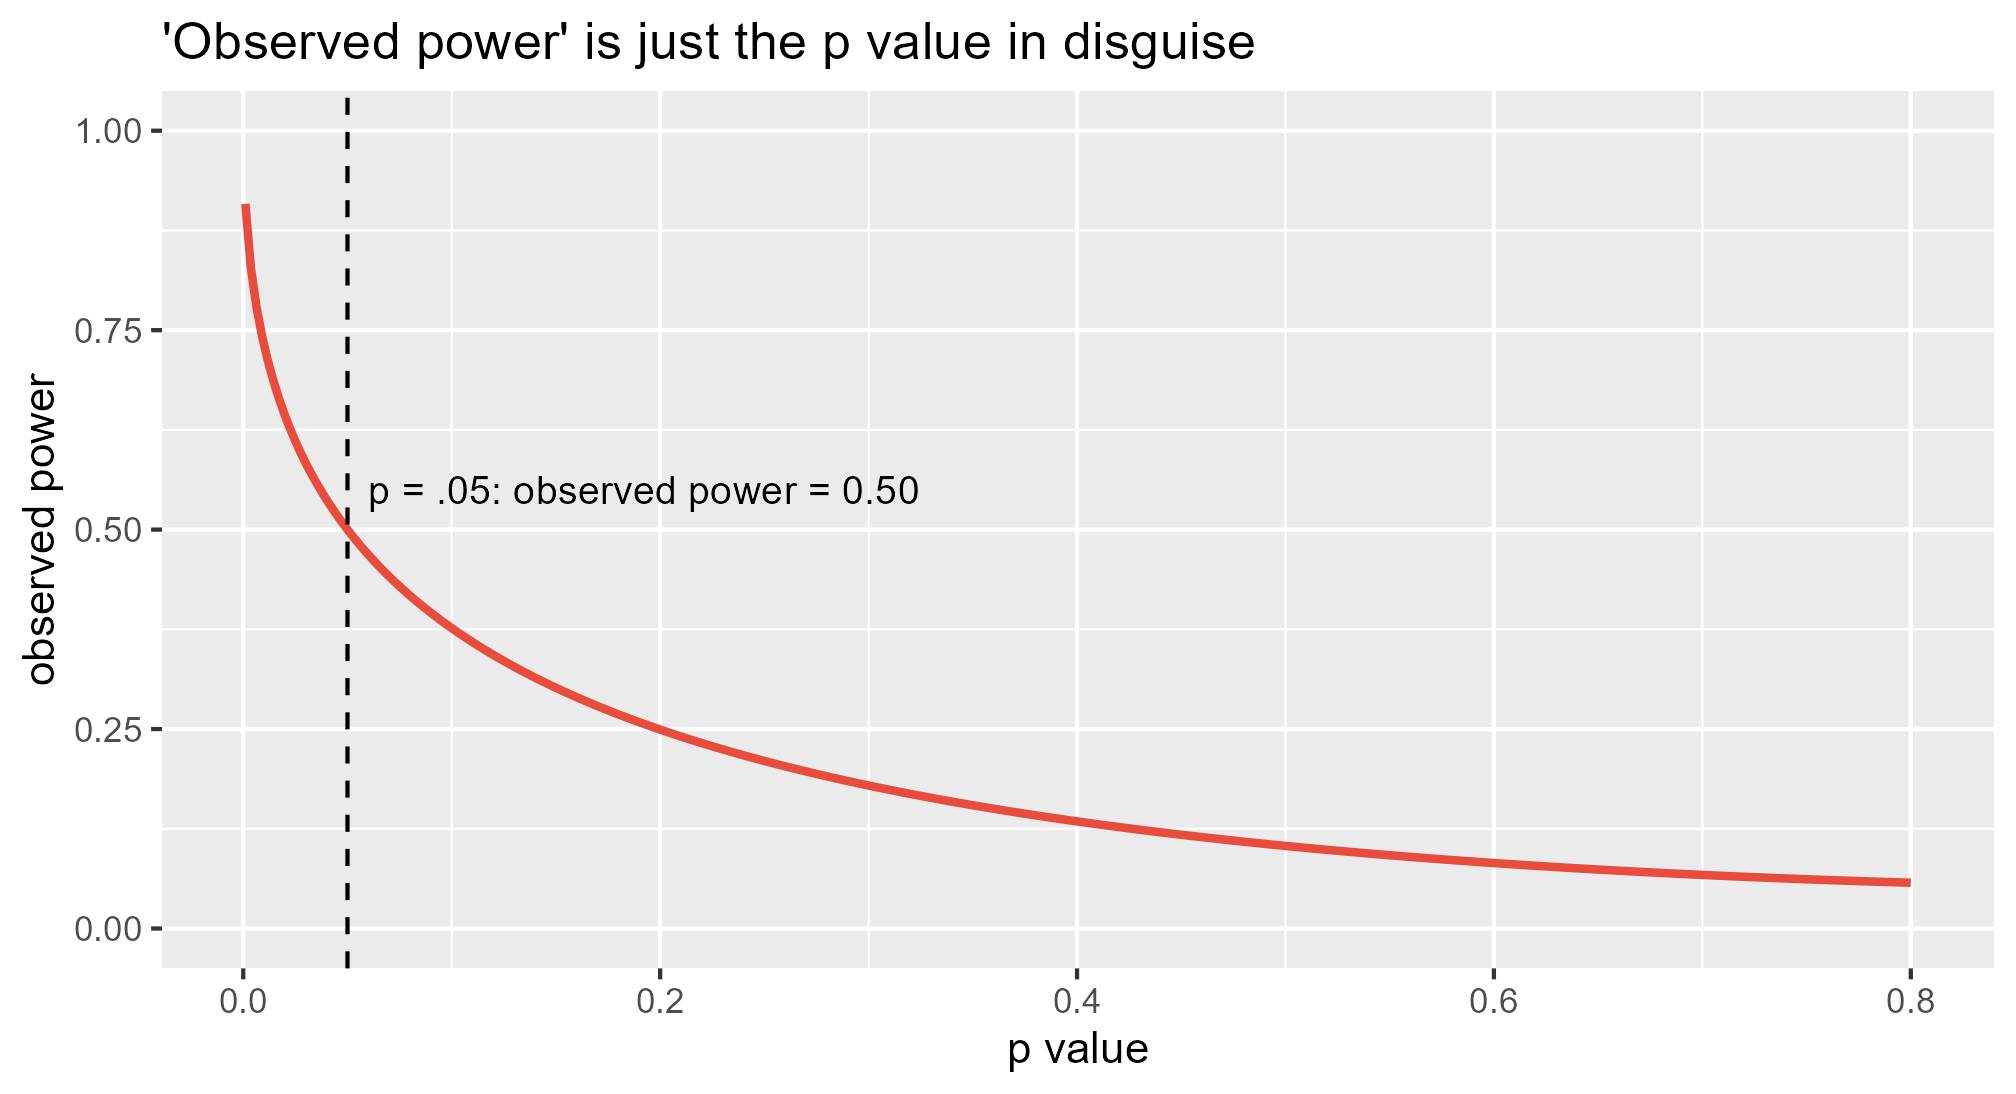 'Observed power' is just the p value in disguise
1.00
0.75
0.50
0.25
0.00
observed power
p = .05: observed power = 0.50
0.0
0.2
0.4
0.6
0.8
p value